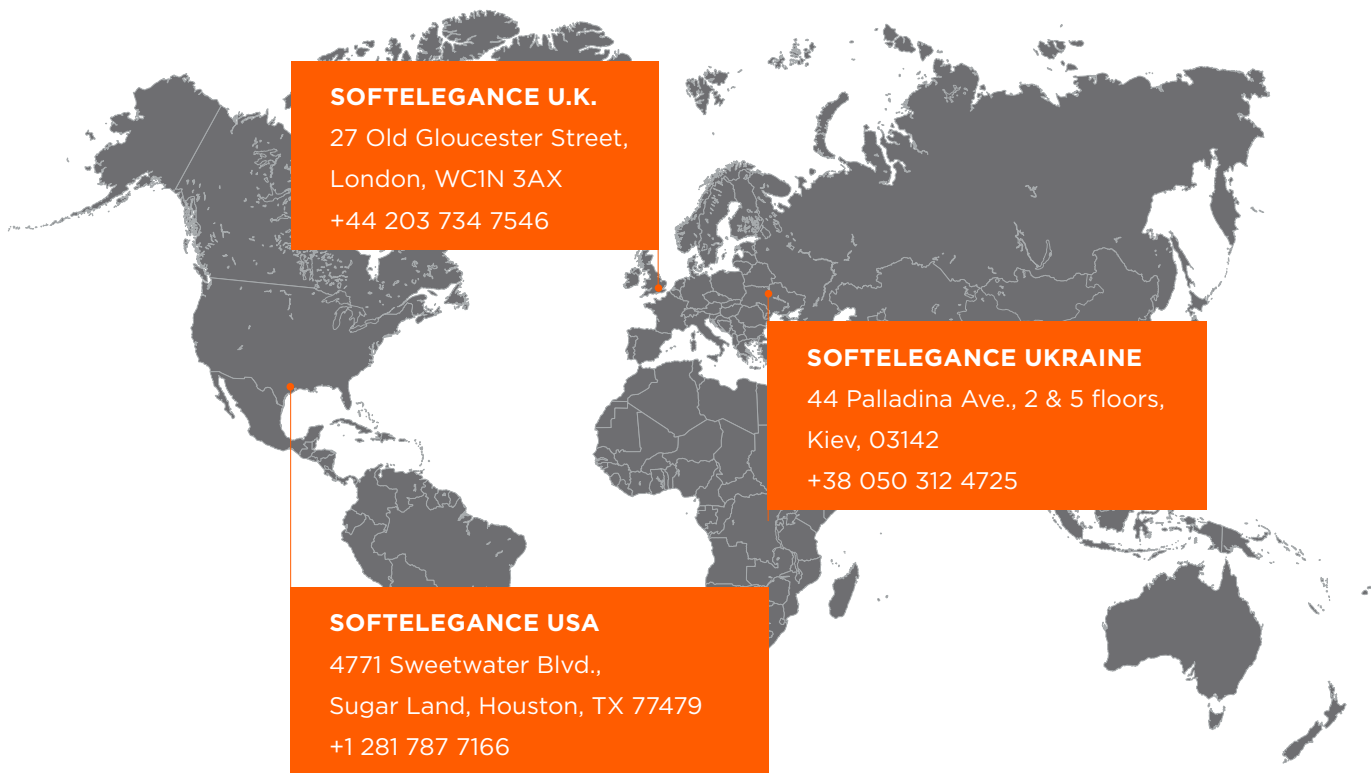 SOFTELEGANCE U.K.
27 Old Gloucester Street,
London, WC1N 3AX
+44 203 734 7546
SOFTELEGANCE UKRAINE
44 Palladina Ave., 2 & 5 floors,
Kiev, 03142
+38 050 312 4725
SOFTELEGANCE USA
4771 Sweetwater Blvd.,
Sugar Land, Houston, TX 77479
+1 281 787 7166